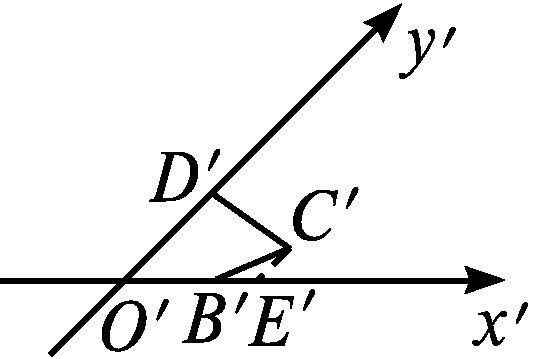 y′
D′
C′
O′ B′ E′ x′